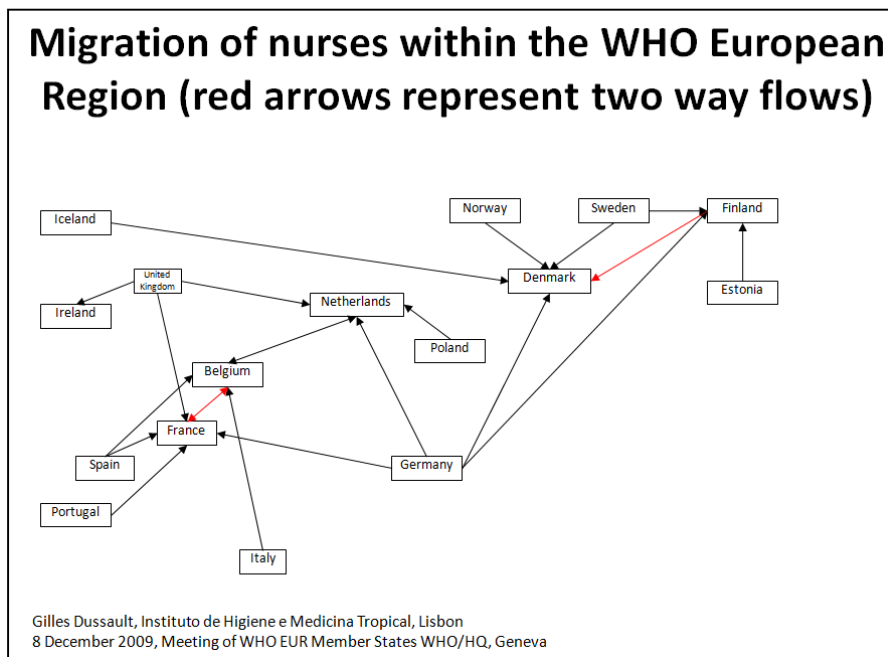 Migration of nurses within the WHO European
Region (red arrows represent two way flows)
Iceland
Norway
Sweden
Finland
United
Kingdom
Denmark
Estonia
Ireland
Netherlands
Poland
Belgium
France
Spain
Germany
Portugal
Italy
Gilles Dussault, Instituto de Higiene e Medicina Tropical, Lisbon
8 December 2009, Meeting of WHO EUR Member States WHO/HQ, Geneva